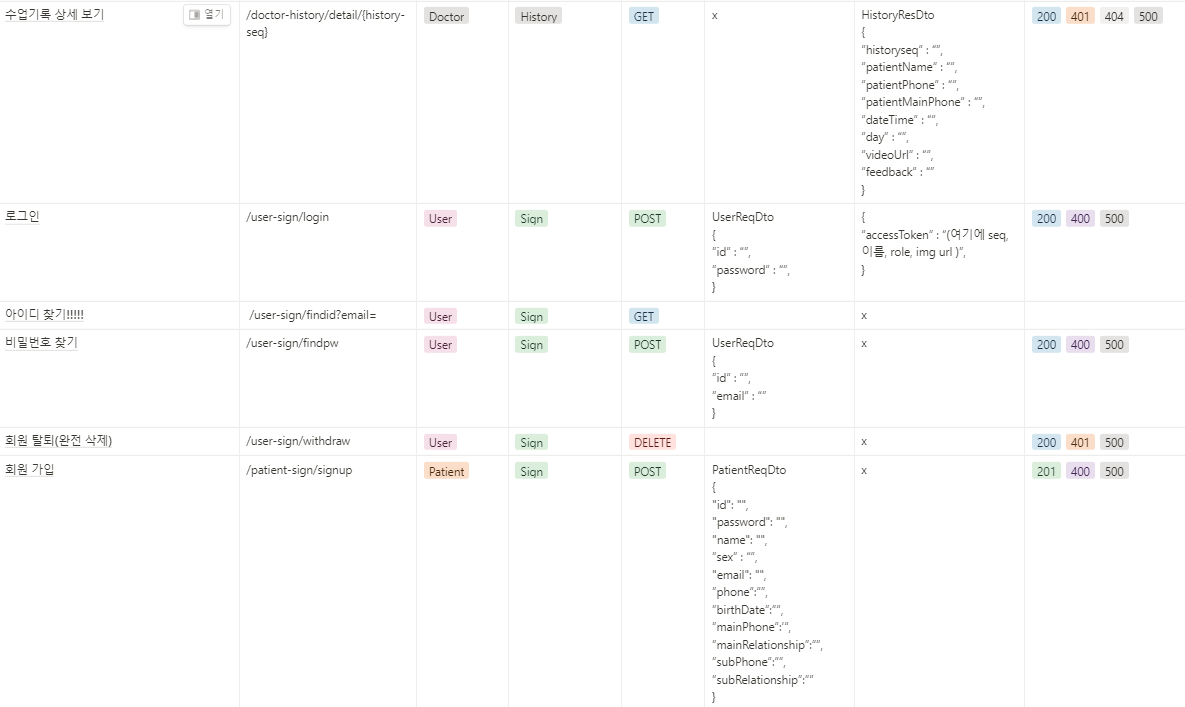 수업기록 상세 보기 열기 /doctor-history/detail/{history-seq} Doctor History GET x HistoryResDto
{
"historyseq" : "",
"patientName" : "",
"patientPhone" : "",
"patientMainPhone" : "",
"dateTime" : "",
"day" : "",
"videoUrl" : "",
"feedback" : ""
}
200 401 404 500
로그인 /user-sign/login User Sign POST UserReqDto
{
"id" : "",
"password" : "",
}
{
"accessToken" : "(여기에 seq,
이름, role, img url )",
}
200 400 500
아이디 찾기!!!!! /user-sign/findid?email= User Sign GET x
비밀번호 찾기 /user-sign/findpw User Sign POST UserReqDto
{
"id" : "",
"email" : ""
}
x 200 400 500
회원 탈퇴(완전 삭제) /user-sign/withdraw User Sign DELETE x 200 401 500
회원 가입 /patient-sign/signup Patient Sign POST PatientReqDto
{
"id": "",
"password": "",
"name": "",
"sex" : "",
"email": "",
"phone":"",
"birthDate":"",
"mainPhone":"",
"mainRelationship":"",
"subPhone":"",
"subRelationship":""
}
x 201 400 500